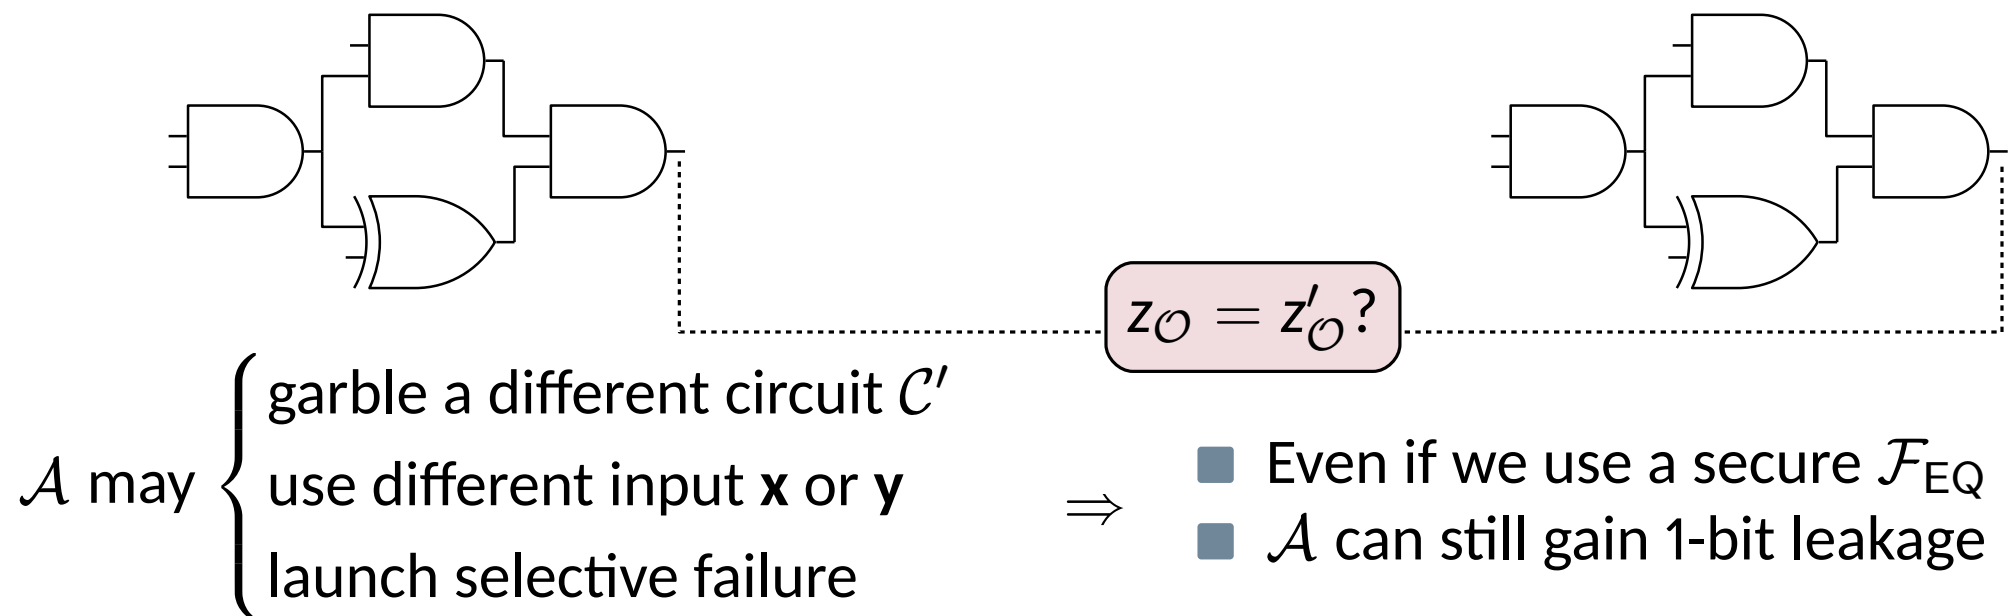 z_𝒪 = z′_𝒪?
𝒜 may
garble a different circuit 𝒞′
use different input x or y
launch selective failure
⇒
Even if we use a secure ℱ_EQ
𝒜 can still gain 1-bit leakage